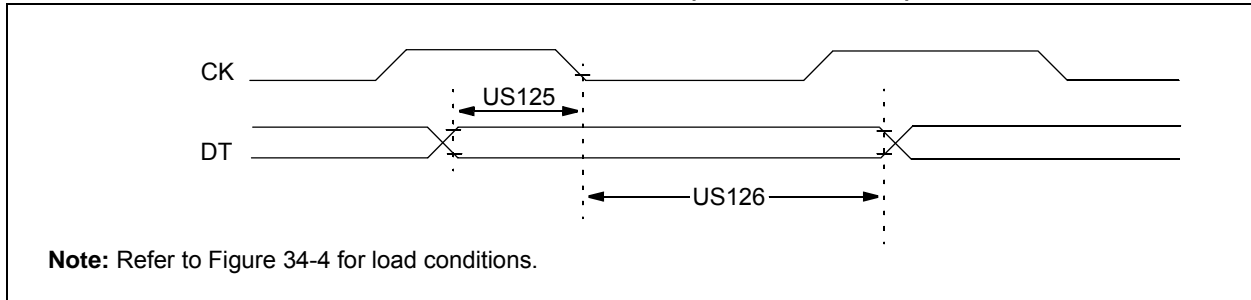 CK
US125
DT
US126
Note: Refer to Figure 34-4 for load conditions.